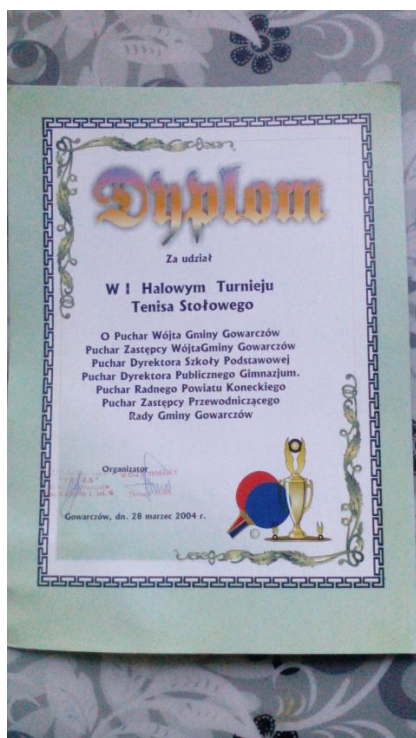 Dyplom
Za udział
W I Halowym Turnieju
Tenisa Stołowego
O Puchar Wójta Gminy Gowarczów
Puchar Zastępcy WójtaGminy Gowarczów
Puchar Dyrektora Szkoły Podstawowej
Puchar Dyrektora Publicznego Gimnazjum.
Puchar Radnego Powiatu Koneckiego
Puchar Zastępcy Przewodniczącego
Rady Gminy Gowarczów
Organizator
Gowarczów, dn. 28 marzec 2004 r.